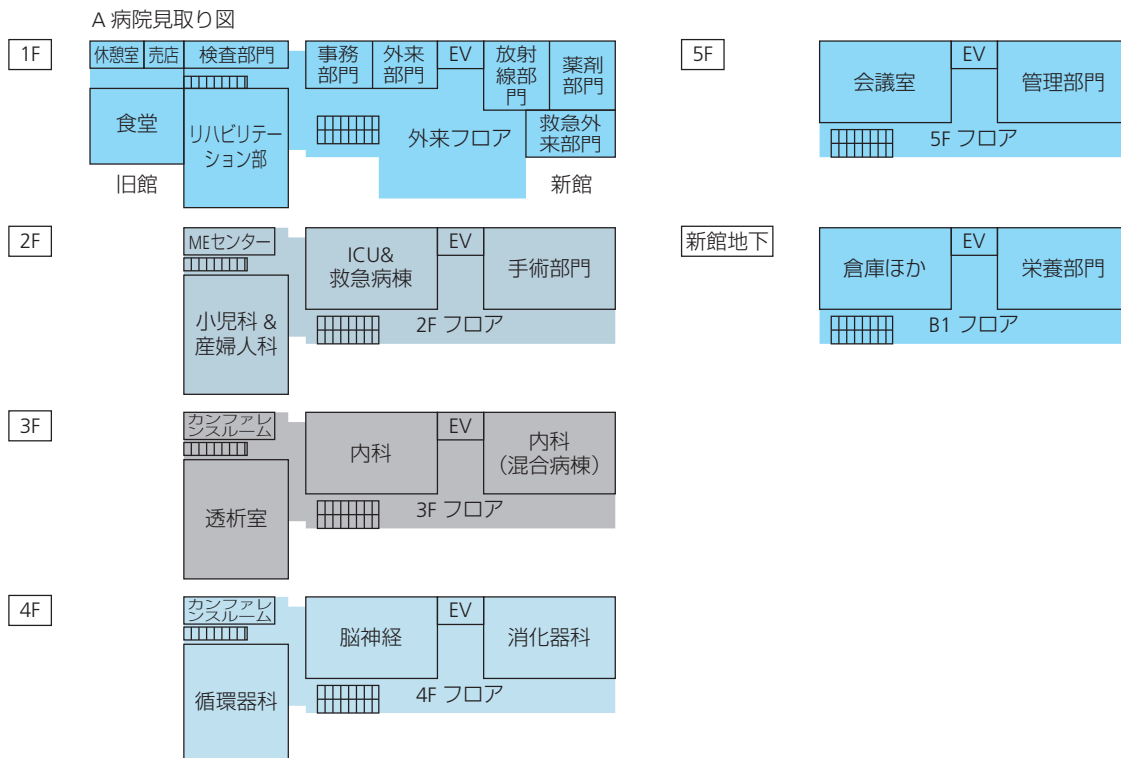 A 病院見取り図
1F
休憩室
売店
検査部門
事務
部門
外来
部門
EV
放射
線部
門
薬剤
部門
食堂
リハビリテー
ション部
外来フロア
救急外
来部門
旧館
新館
2F
MEセンター
ICU&
救急病棟
EV
手術部門
小児科 &
産婦人科
2F フロア
3F
カンファレ
ンスルーム
内科
EV
内科
（混合病棟）
透析室
3F フロア
4F
カンファレ
ンスルーム
脳神経
EV
消化器科
循環器科
4F フロア
5F
会議室
EV
管理部門
5F フロア
新館地下
倉庫ほか
EV
栄養部門
B1 フロア